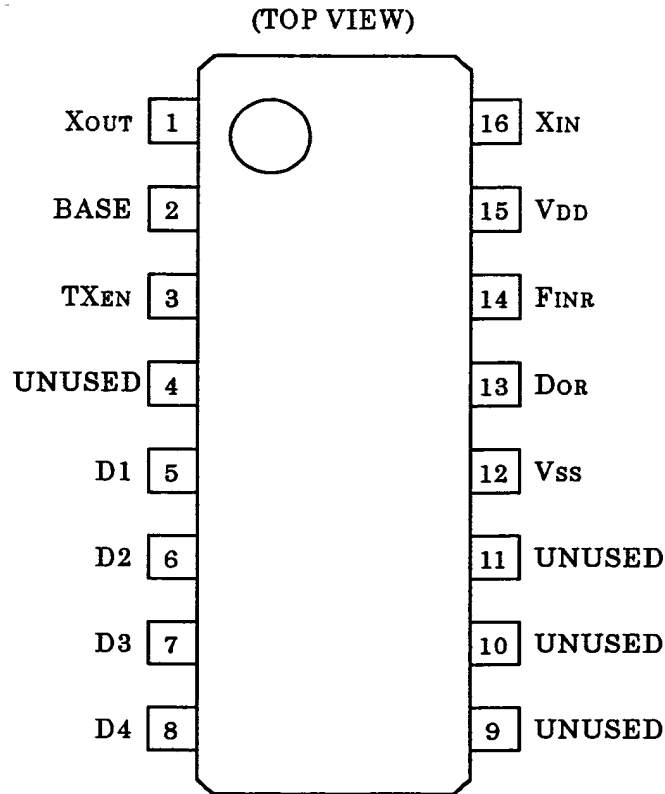 (TOP VIEW)
XOUT 1 16 XIN
BASE 2 15 VDD
TXEN 3 14 FINR
UNUSED 4 13 DOR
D1 5 12 VSS
D2 6 11 UNUSED
D3 7 10 UNUSED
D4 8 9 UNUSED